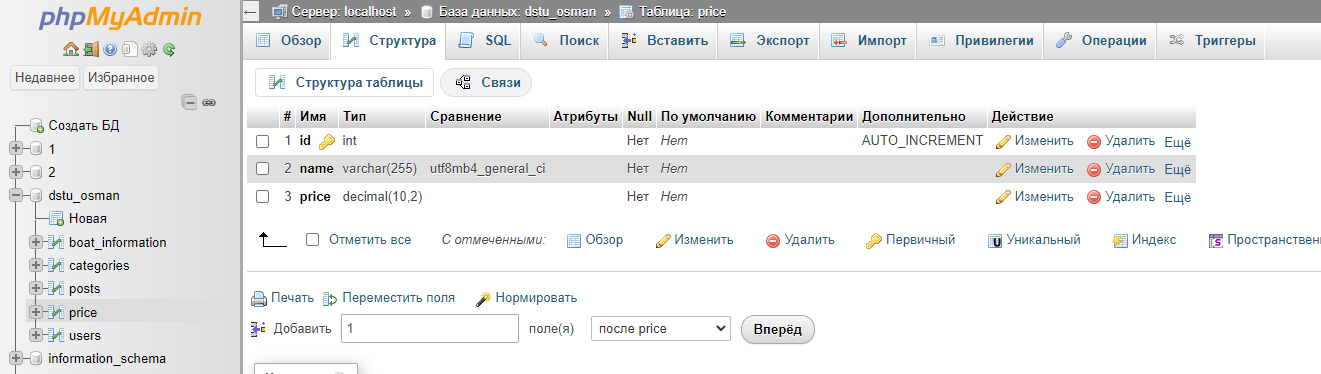 phpMyAdmin
Недавнее Избранное
Создать БД
1
2
dstu_osman
Новая
boat_information
categories
posts
price
users
information_schema
← Сервер: localhost » База данных: dstu_osman » Таблица: price
Обзор Структура SQL Поиск Вставить Экспорт Импорт Привилегии Операции Триггеры
Структура таблицы Связи
# Имя Тип Сравнение Атрибуты Null По умолчанию Комментарии Дополнительно Действие
1 id int Нет Нет AUTO_INCREMENT Изменить Удалить Ещё
2 name varchar(255) utf8mb4_general_ci Нет Нет Изменить Удалить Ещё
3 price decimal(10,2) Нет Нет Изменить Удалить Ещё
Отметить все С отмеченными: Обзор Изменить Удалить Первичный Уникальный Индекс Пространствен
Печать Переместить поля Нормировать
Добавить 1 поле(я) после price Вперёд